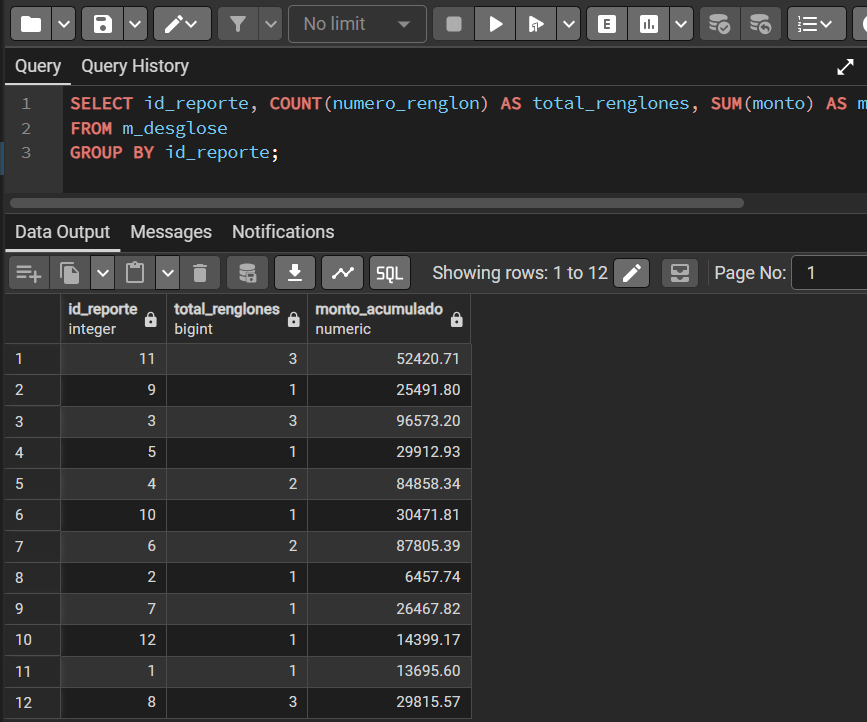 No limit
E
Query Query History
1 SELECT id_reporte, COUNT(numero_renglon) AS total_renglones, SUM(monto) AS m
2 FROM m_desglose
3 GROUP BY id_reporte;
Data Output Messages Notifications
SQL Showing rows: 1 to 12 Page No: 1
id_reporte total_renglones monto_acumulado
integer bigint numeric
1 11 3 52420.71
2 9 1 25491.80
3 3 3 96573.20
4 5 1 29912.93
5 4 2 84858.34
6 10 1 30471.81
7 6 2 87805.39
8 2 1 6457.74
9 7 1 26467.82
10 12 1 14399.17
11 1 1 13695.60
12 8 3 29815.57